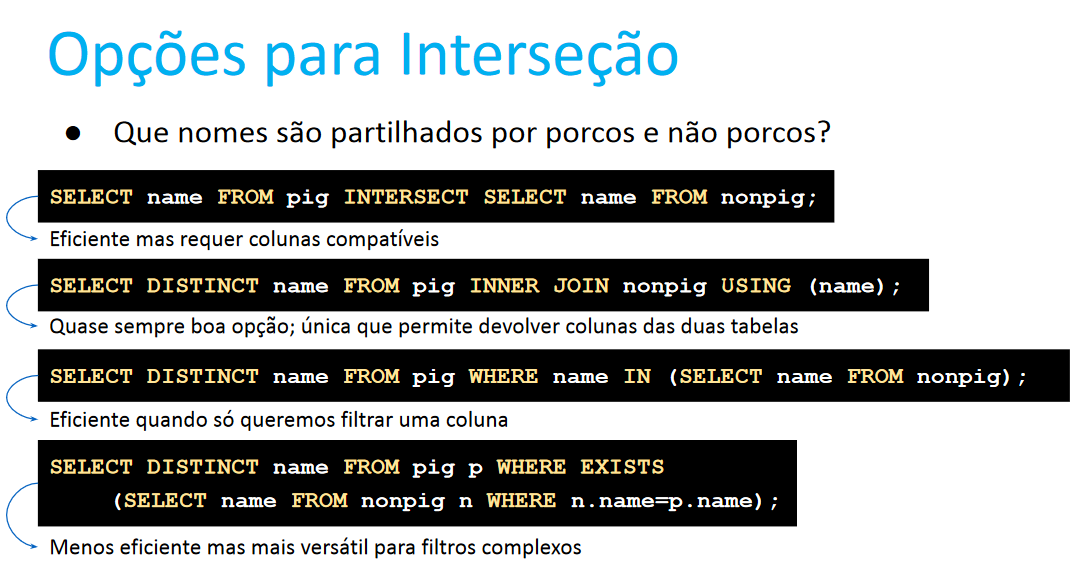 Opções para Interseção
● Que nomes são partilhados por porcos e não porcos?
SELECT name FROM pig INTERSECT SELECT name FROM nonpig;
Eficiente mas requer colunas compatíveis
SELECT DISTINCT name FROM pig INNER JOIN nonpig USING (name);
Quase sempre boa opção; única que permite devolver colunas das duas tabelas
SELECT DISTINCT name FROM pig WHERE name IN (SELECT name FROM nonpig);
Eficiente quando só queremos filtrar uma coluna
SELECT DISTINCT name FROM pig p WHERE EXISTS
(SELECT name FROM nonpig n WHERE n.name=p.name);
Menos eficiente mas mais versátil para filtros complexos